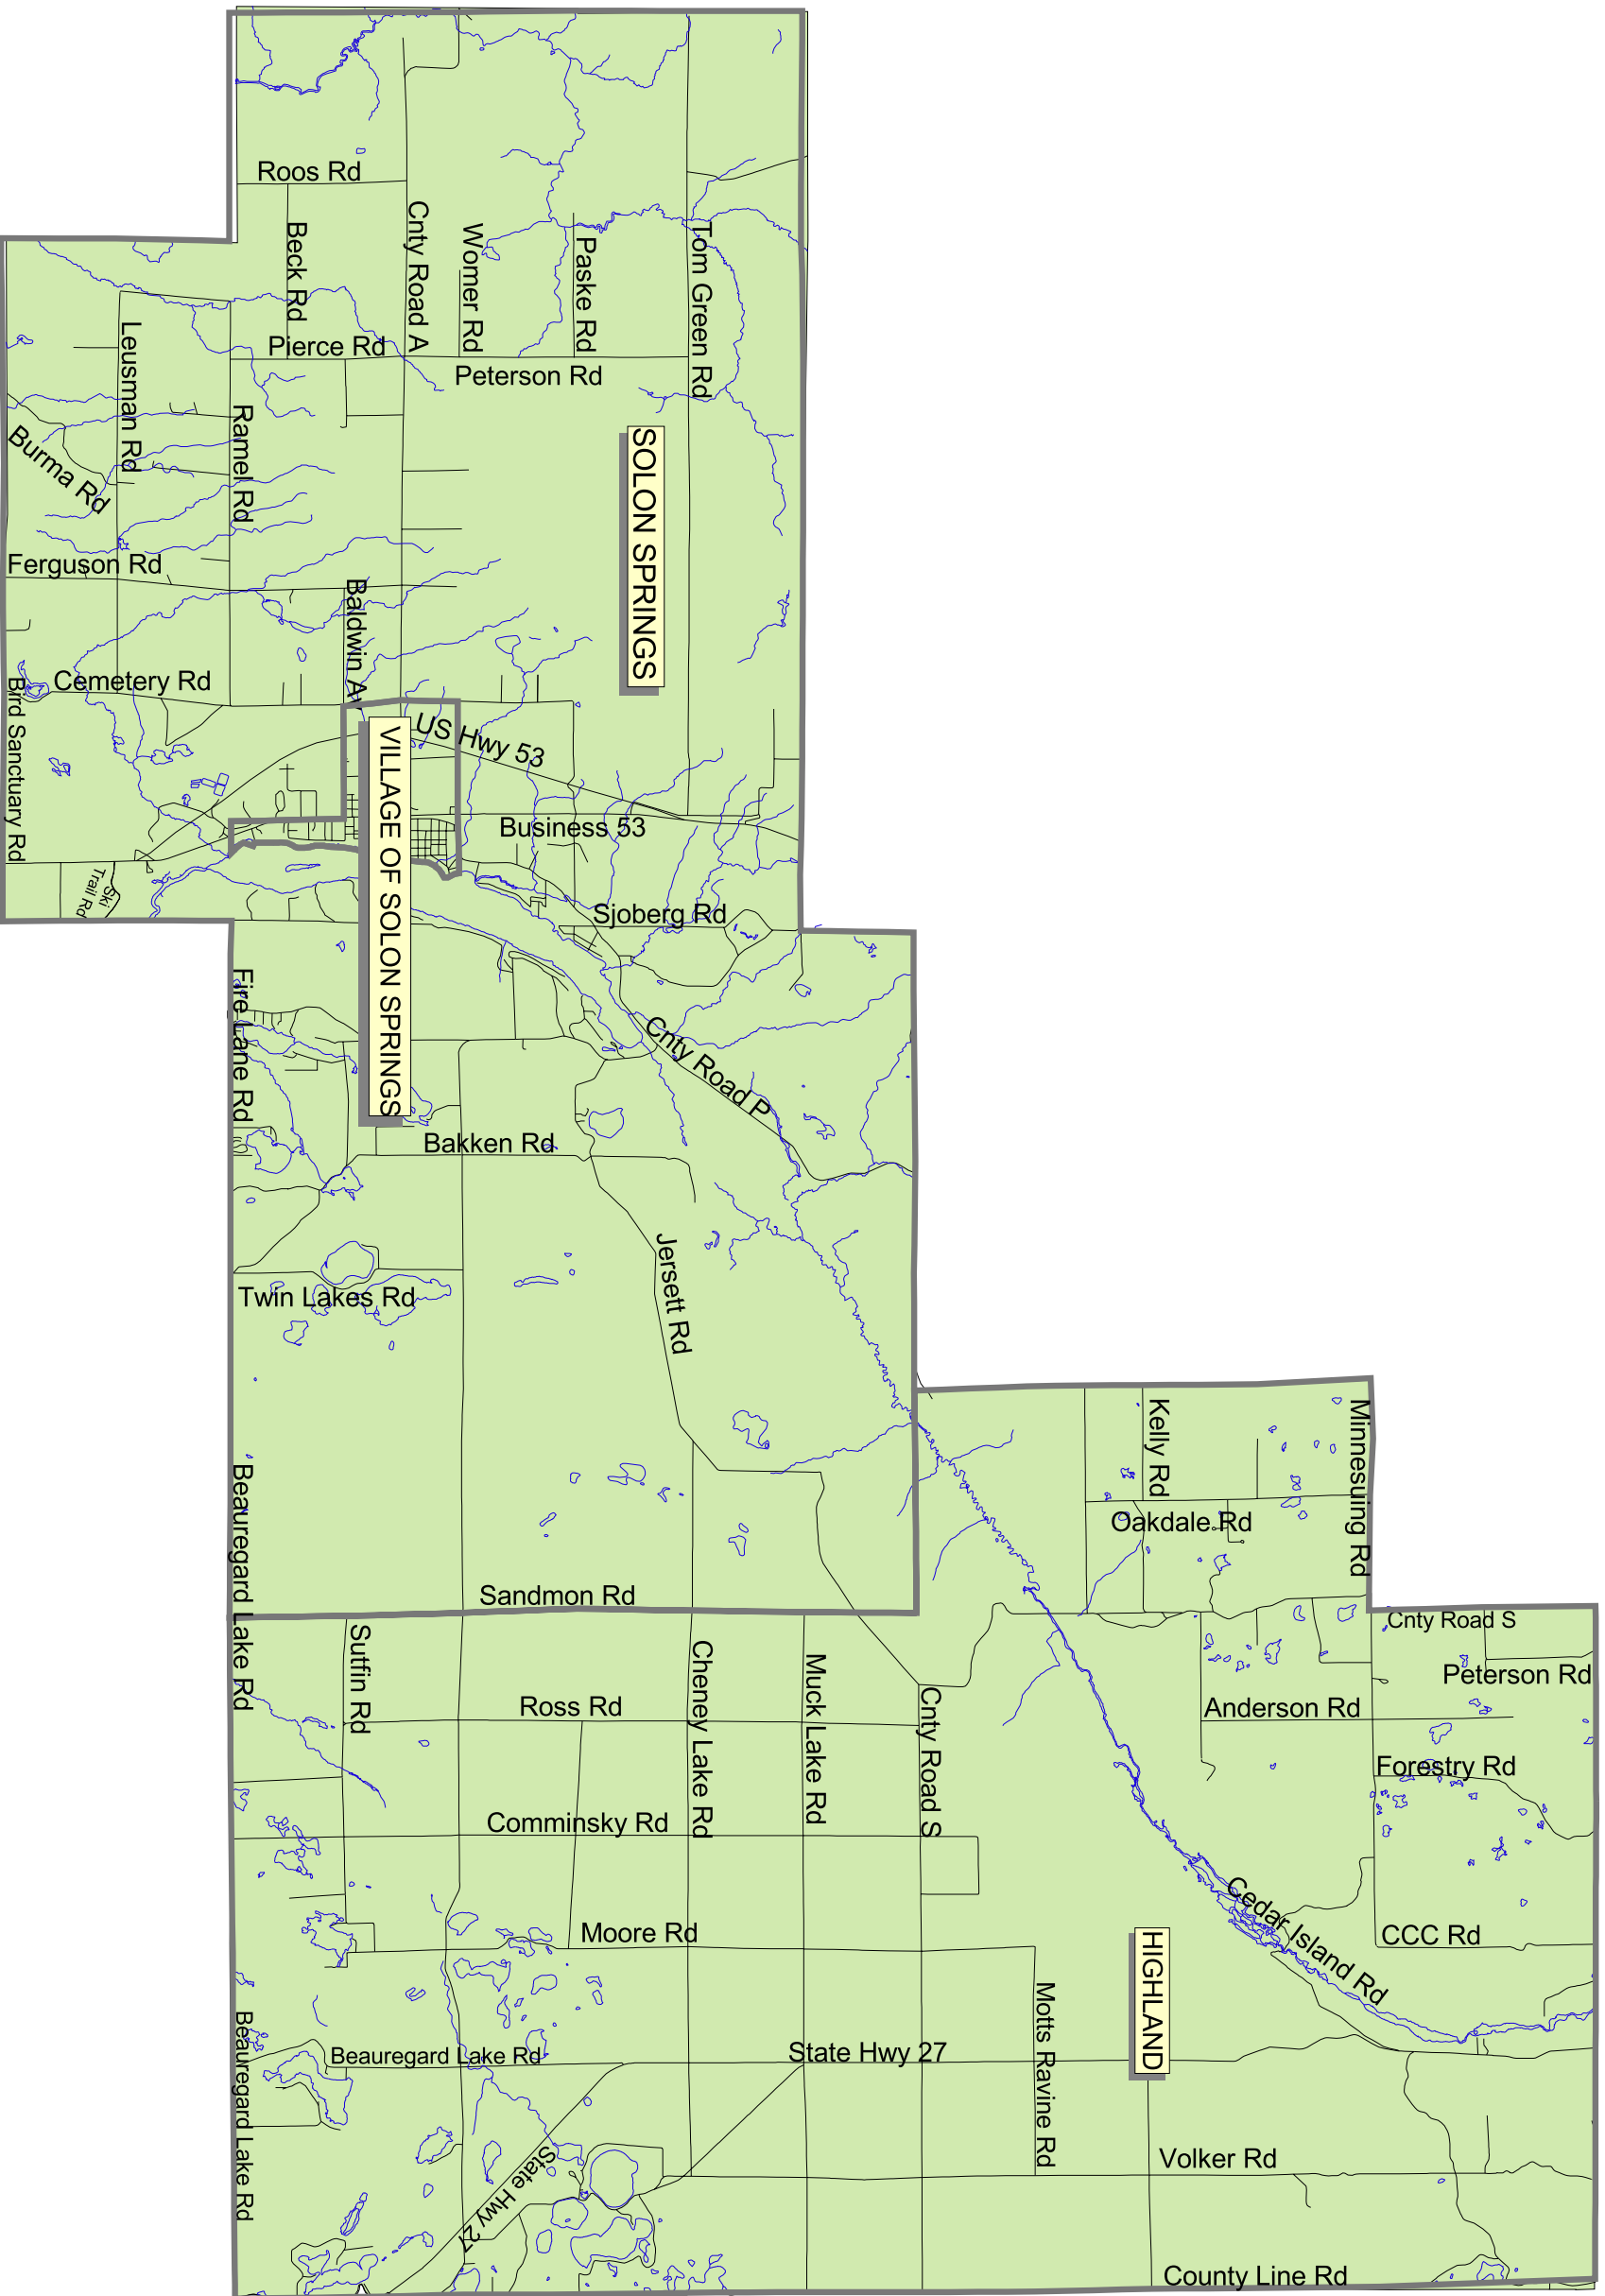 Roos Rd
Beck Rd
Cnty Road A
Womer Rd
Paske Rd
Tom Green Rd
Leusman Rd
Pierce Rd
Peterson Rd
Ramel Rd
Burma Rd
SOLON SPRINGS
Ferguson Rd
Baldwin Av
Cemetery Rd
Bird Sanctuary Rd
US Hwy 53
VILLAGE OF SOLON SPRINGS
Business 53
Ski
Trail Rd
Sjoberg Rd
Fire Lane Rd
Cnty Road P
Bakken Rd
Jersett Rd
Twin Lakes Rd
Kelly Rd
Minnesuing Rd
Beauregard Lake Rd
Oakdale Rd
Sandmon Rd
Cnty Road S
Sutfin Rd
Cheney Lake Rd
Muck Lake Rd
Peterson Rd
Ross Rd
Cnty Road S
Anderson Rd
Forestry Rd
Comminsky Rd
Cedar Island Rd
Moore Rd
HIGHLAND
CCC Rd
Motts Ravine Rd
Beauregard Lake Rd
Beauregard Lake Rd
State Hwy 27
State Hwy 27
Volker Rd
County Line Rd